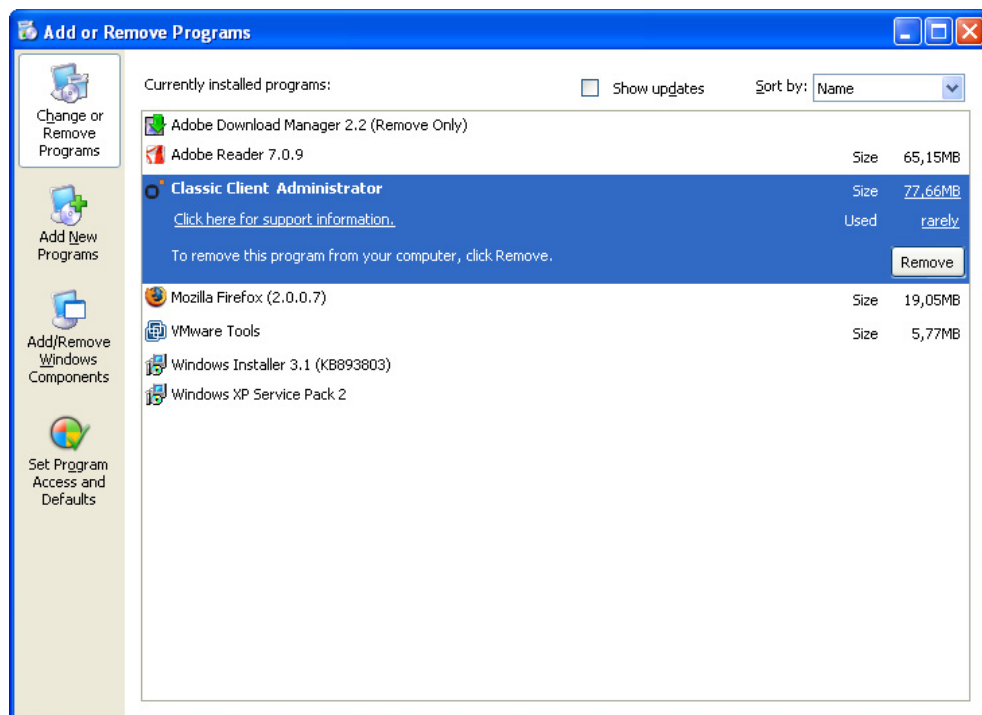 Add or Remove Programs
Change or
Remove
Programs
Add New
Programs
Add/Remove
Windows
Components
Set Program
Access and
Defaults
Currently installed programs:
Show updates
Sort by: Name
Adobe Download Manager 2.2 (Remove Only)
Adobe Reader 7.0.9 Size 65,15MB
Classic Client Administrator Size 77,66MB
Click here for support information. Used rarely
To remove this program from your computer, click Remove. Remove
Mozilla Firefox (2.0.0.7) Size 19,05MB
VMware Tools Size 5,77MB
Windows Installer 3.1 (KB893803)
Windows XP Service Pack 2